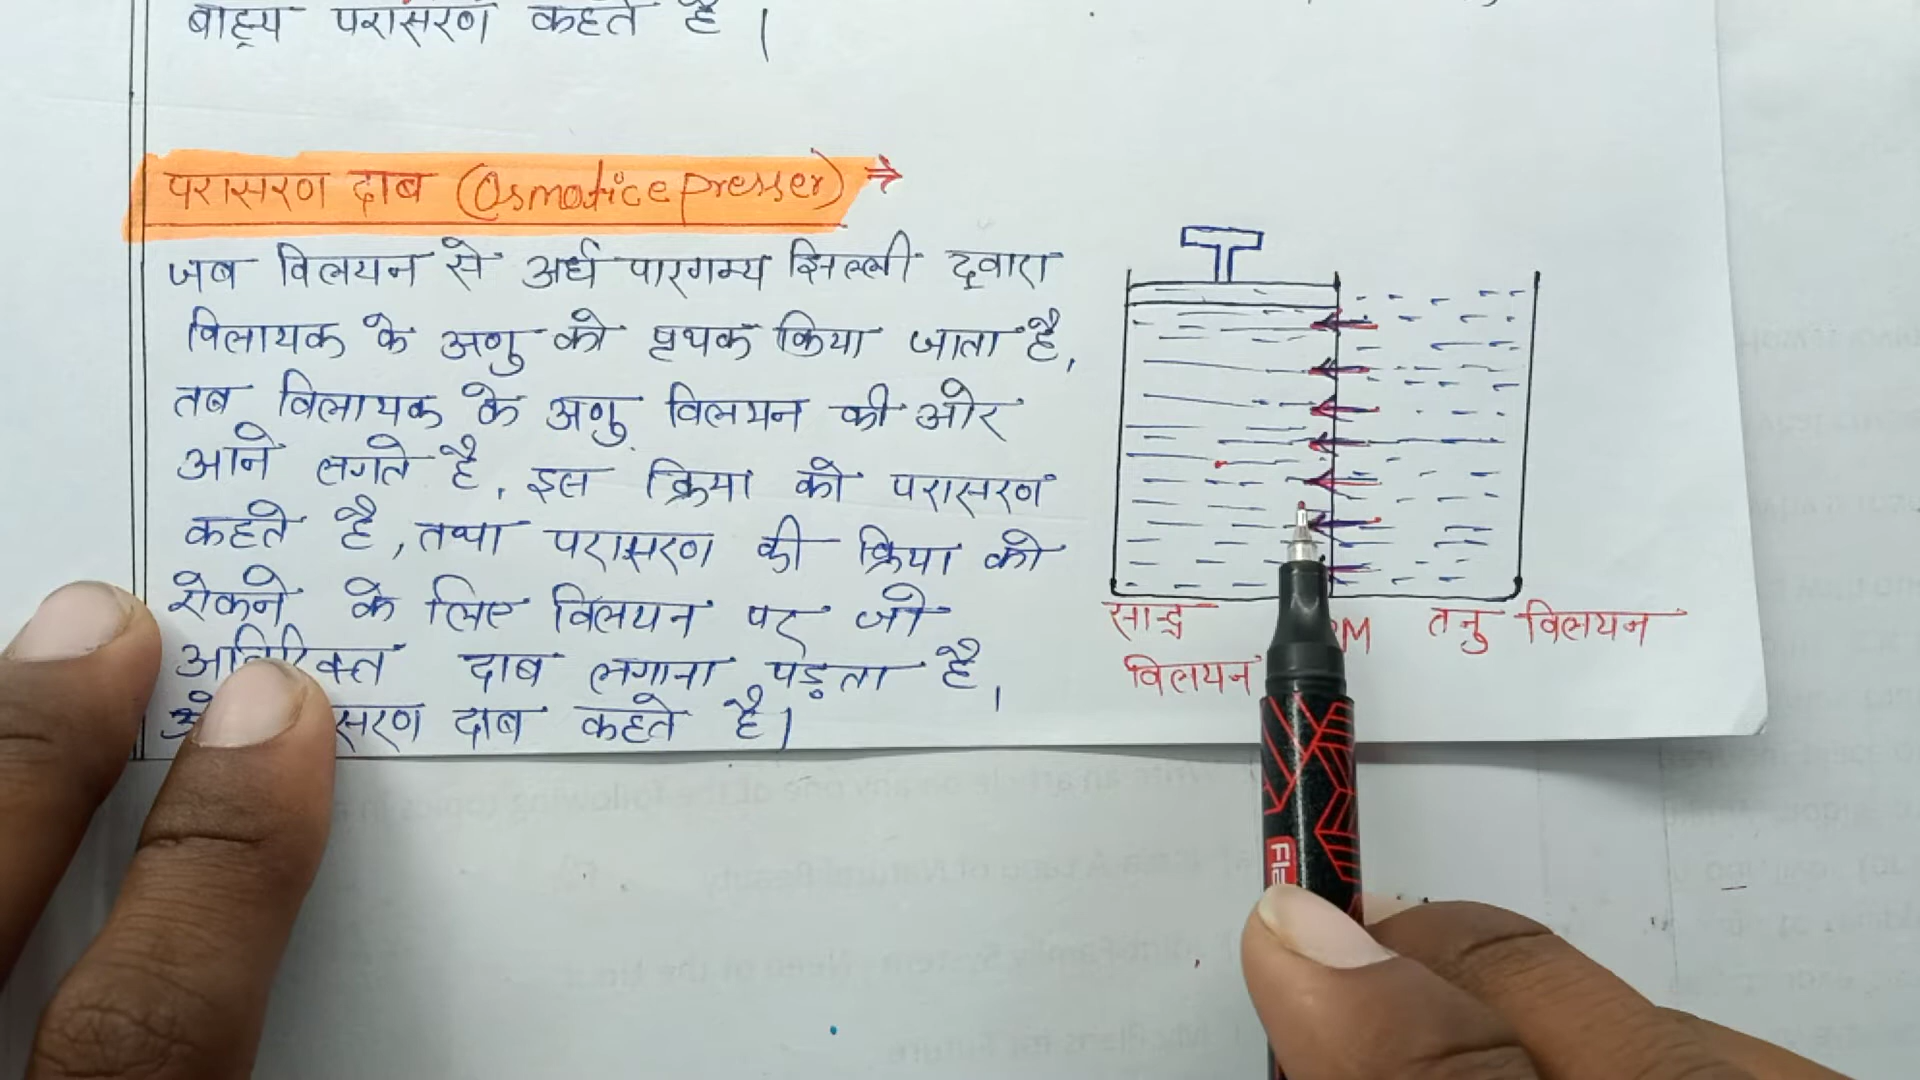 बाह्य परासरण कहते है ।
परासरण दाब (Osmotice presser) →
जब विलयन से अर्ध पारगम्य झिल्ली द्वारा
विलायक के अणु को पृथक किया जाता है,
तब विलायक के अणु विलयन की ओर
आने लगते है, इस क्रिया को परासरण
कहते है, तथा परासरण की क्रिया को
रोकने के लिए विलयन पर जो
अतिरिक्त दाब लगाना पड़ता है,
सरण दाब कहते है।
सान्द्र
विलयन
PM
तनु विलयन